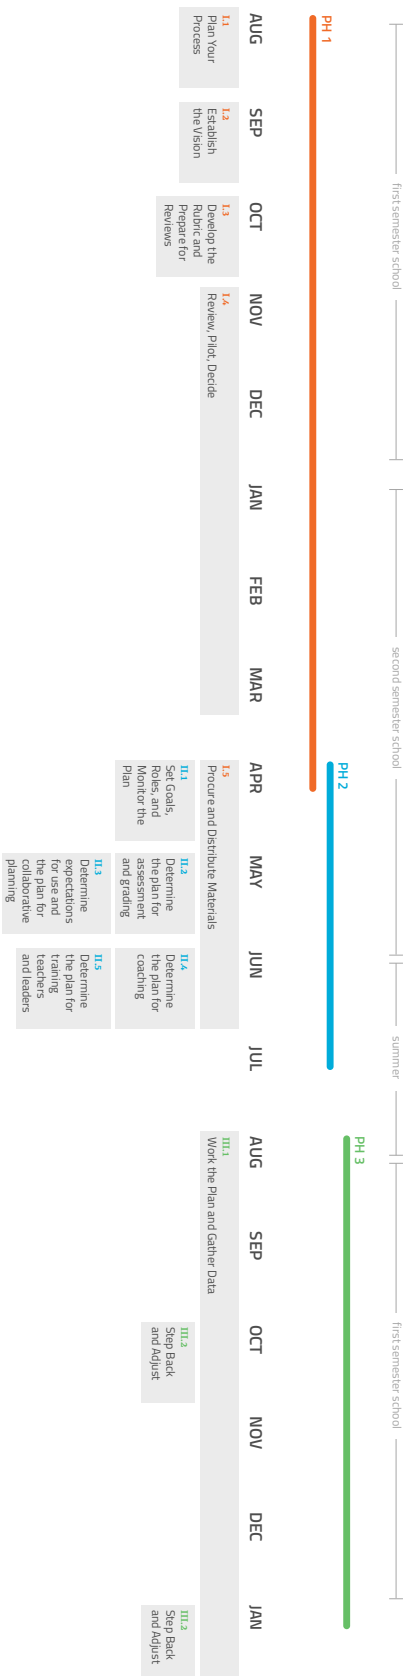 first semester school
second semester school
summer
first semester school
PH 1
PH 2
PH 3
AUG
SEP
OCT
NOV
DEC
JAN
FEB
MAR
APR
MAY
JUN
JUL
AUG
SEP
OCT
NOV
DEC
JAN
I.1
Plan Your
Process
I.2
Establish
the Vision
I.3
Develop the
Rubric and
Prepare for
Reviews
I.4
Review, Pilot, Decide
I.5
Procure and Distribute Materials
II.1
Set Goals,
Roles, and
Monitor the
Plan
II.2
Determine
the plan for
assessment
and grading
II.3
Determine
expectations
for use and
the plan for
collaborative
planning
II.4
Determine
the plan for
coaching
II.5
Determine
the plan for
training
teachers
and leaders
III.1
Work the Plan and Gather Data
III.2
Step Back
and Adjust
III.2
Step Back
and Adjust